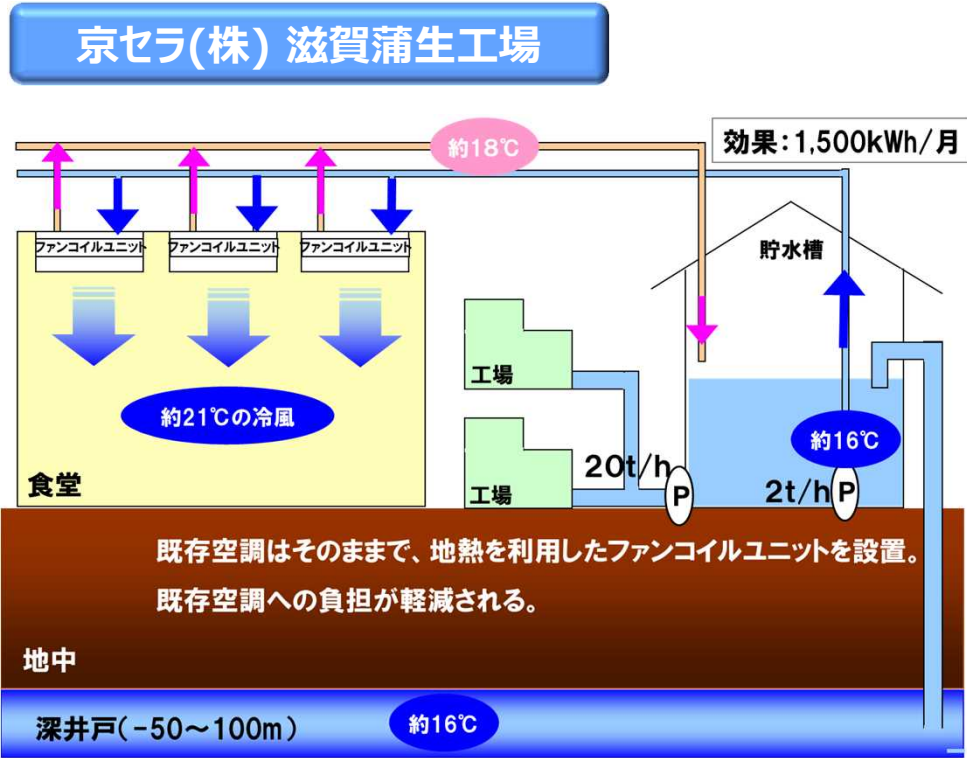 京セラ(株) 滋賀蒲生工場
約18℃
効果：1,500kWh/月
ファンコイルユニット
ファンコイルユニット
ファンコイルユニット
貯水槽
工場
約21℃の冷風
約16℃
食堂
工場
20t/h
P
2t/h
P
既存空調はそのままで、地熱を利用したファンコイルユニットを設置。
既存空調への負担が軽減される。
地中
深井戸（-50～100m）
約16℃